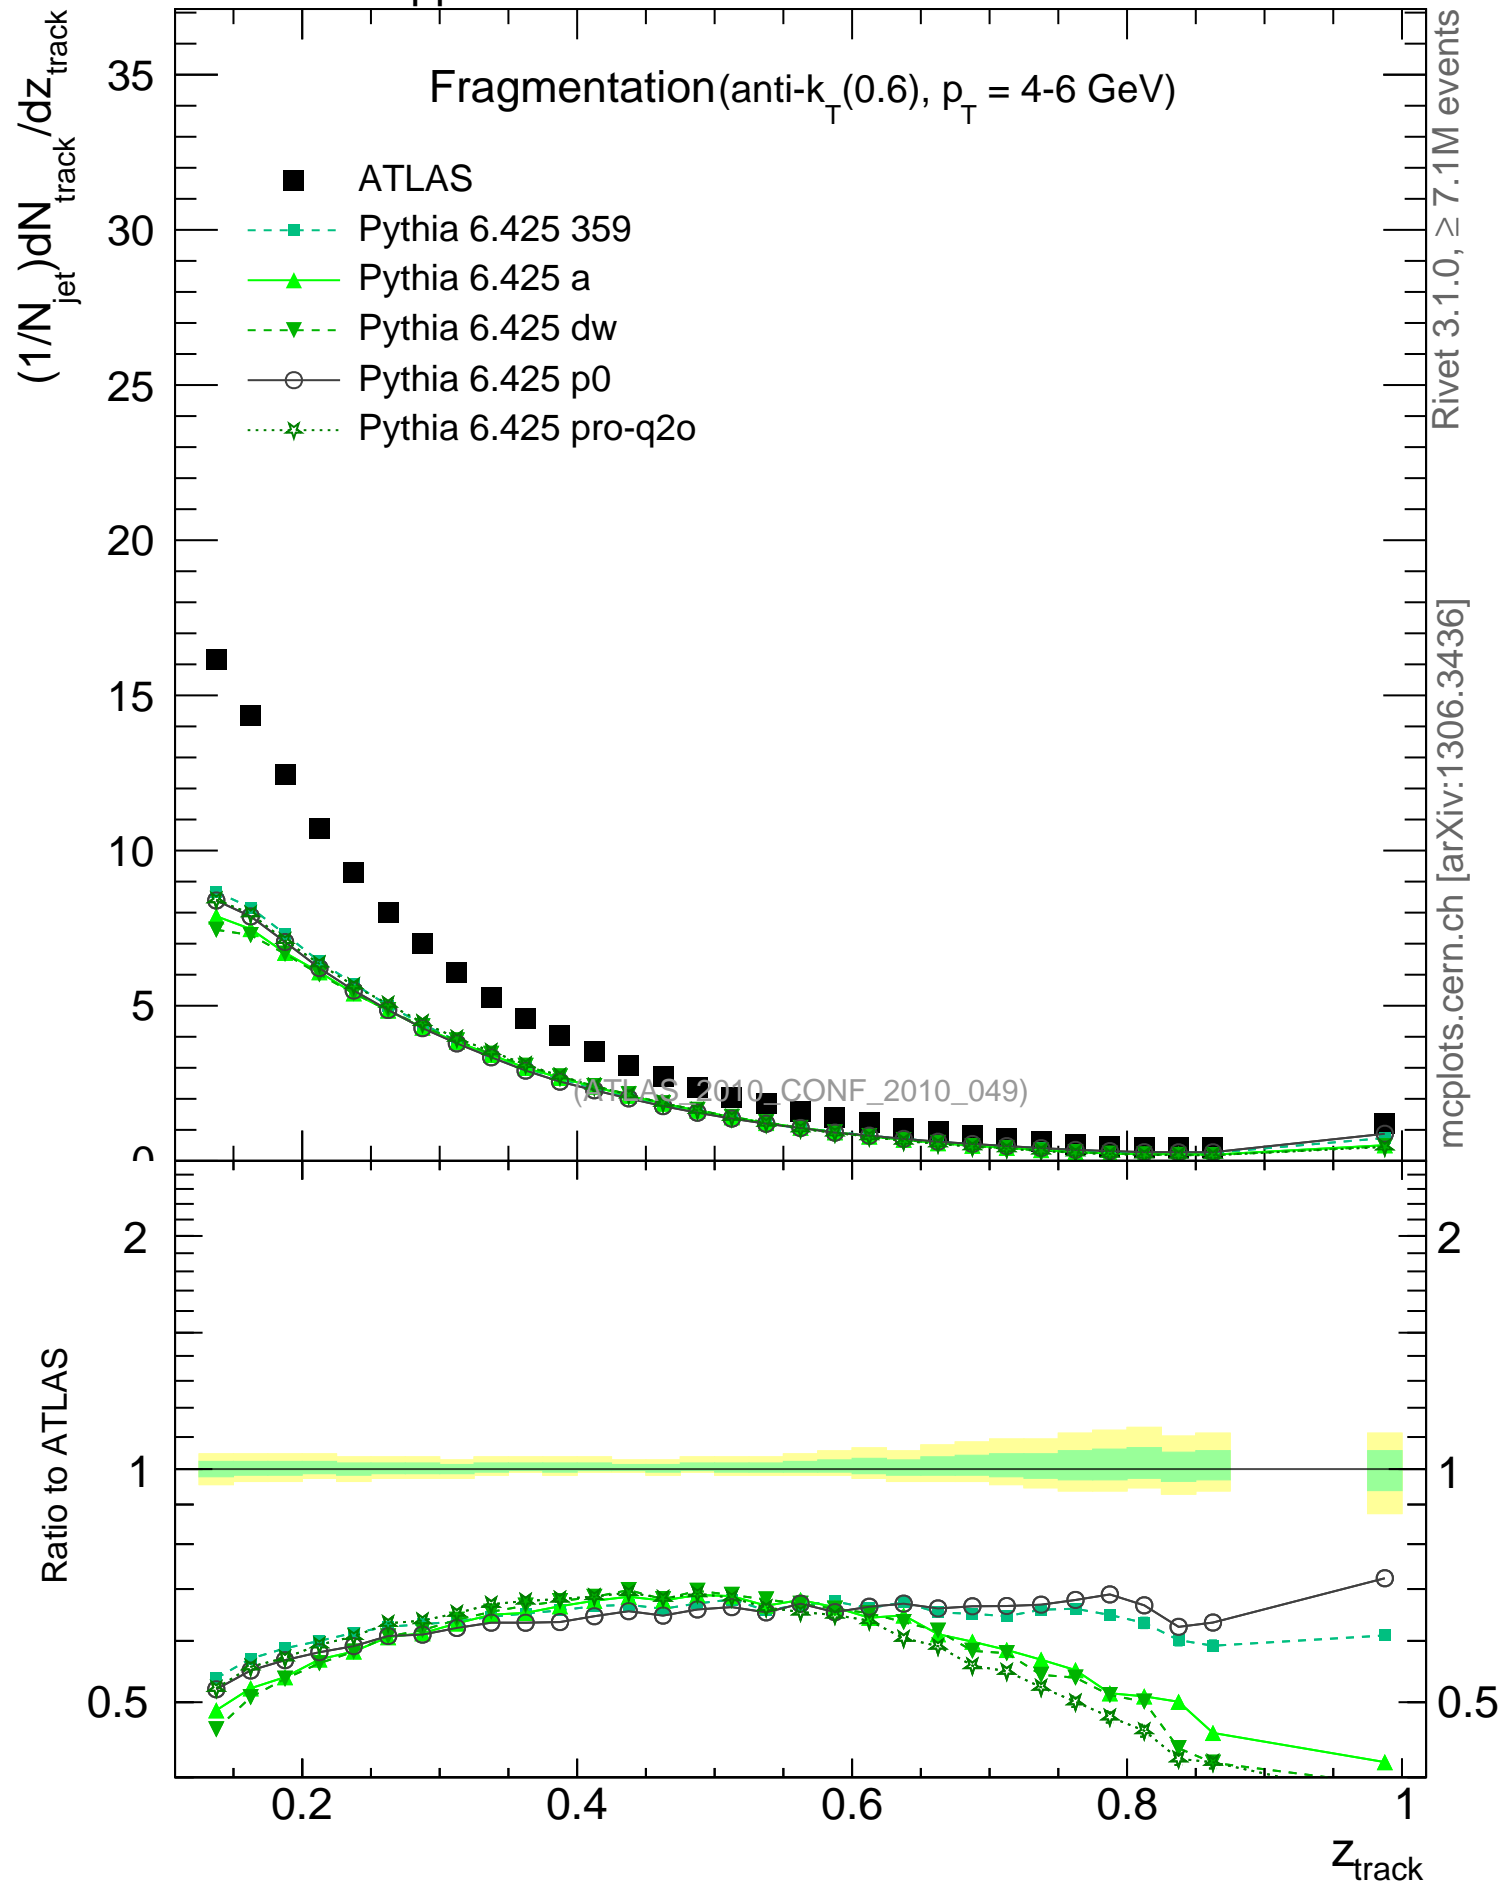 Fragmentation (anti-k_T(0.6), p_T = 4-6 GeV)
(1/N_jet)dN_track/dz_track
35
30
25
20
15
10
5
0
ATLAS
Pythia 6.425 359
Pythia 6.425 a
Pythia 6.425 dw
Pythia 6.425 p0
Pythia 6.425 pro-q2o
(ATLAS_2010_CONF_2010_049)
Rivet 3.1.0, ≥ 7.1M events
mcplots.cern.ch [arXiv:1306.3436]
Ratio to ATLAS
2
1
0.5
2
1
0.5
0.2
0.4
0.6
0.8
1
z_track